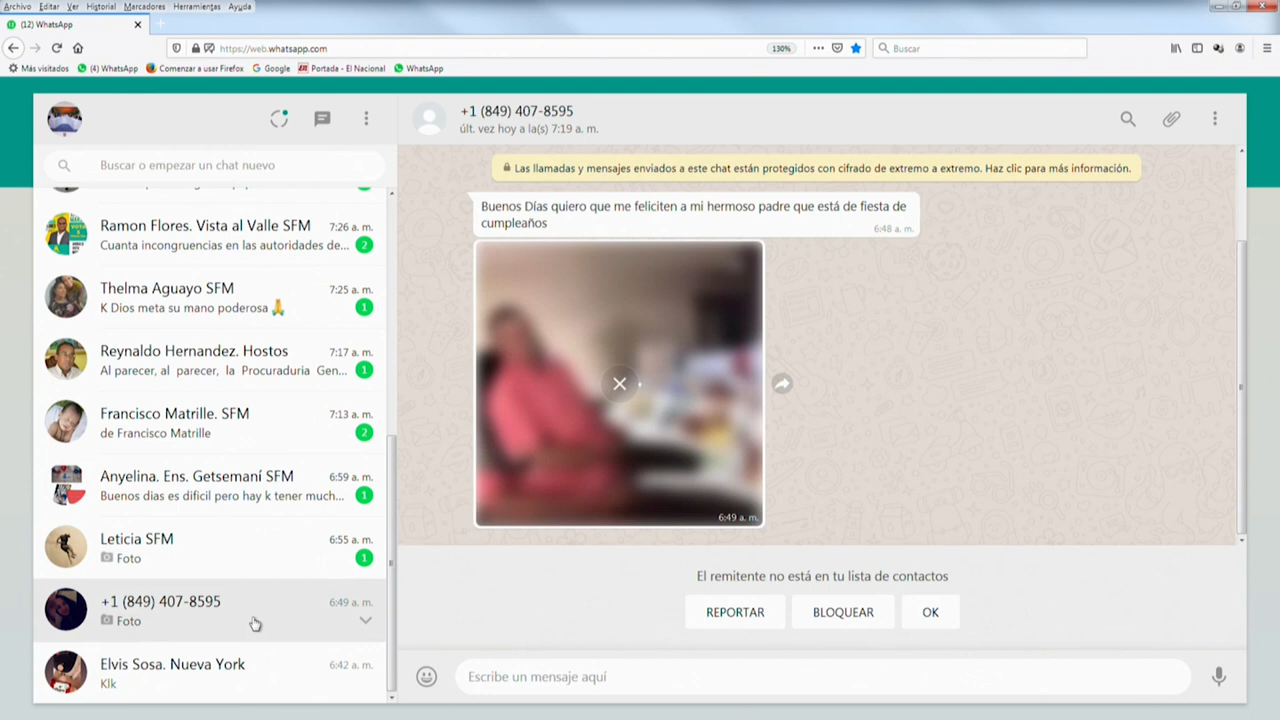 Archivo Editar Ver Historial Marcadores Herramientas Ayuda
(12) WhatsApp
https://web.whatsapp.com
130%
Buscar
Más visitados (4) WhatsApp Comenzar a usar Firefox Google Portada - El Nacional WhatsApp
Buscar o empezar un chat nuevo
Ramon Flores. Vista al Valle SFM 7:26 a. m.
Cuanta incongruencias en las autoridades de... 2
Thelma Aguayo SFM 7:25 a. m.
K Dios meta su mano poderosa🙏 1
Reynaldo Hernandez. Hostos 7:17 a. m.
Al parecer, al parecer, la Procuraduria Gen... 1
Francisco Matrille. SFM 7:13 a. m.
de Francisco Matrille 2
Anyelina. Ens. Getsemaní SFM 6:59 a. m.
Buenos dias es dificil pero hay k tener much... 1
Leticia SFM 6:55 a. m.
Foto 1
+1 (849) 407-8595 6:49 a. m.
Foto
Elvis Sosa. Nueva York 6:42 a. m.
Klk
+1 (849) 407-8595
últ. vez hoy a la(s) 7:19 a. m.
Las llamadas y mensajes enviados a este chat están protegidos con cifrado de extremo a extremo. Haz clic para más información.
Buenos Días quiero que me feliciten a mi hermoso padre que está de fiesta de
cumpleaños
6:48 a. m.
6:49 a. m.
El remitente no está en tu lista de contactos
REPORTAR BLOQUEAR OK
Escribe un mensaje aquí